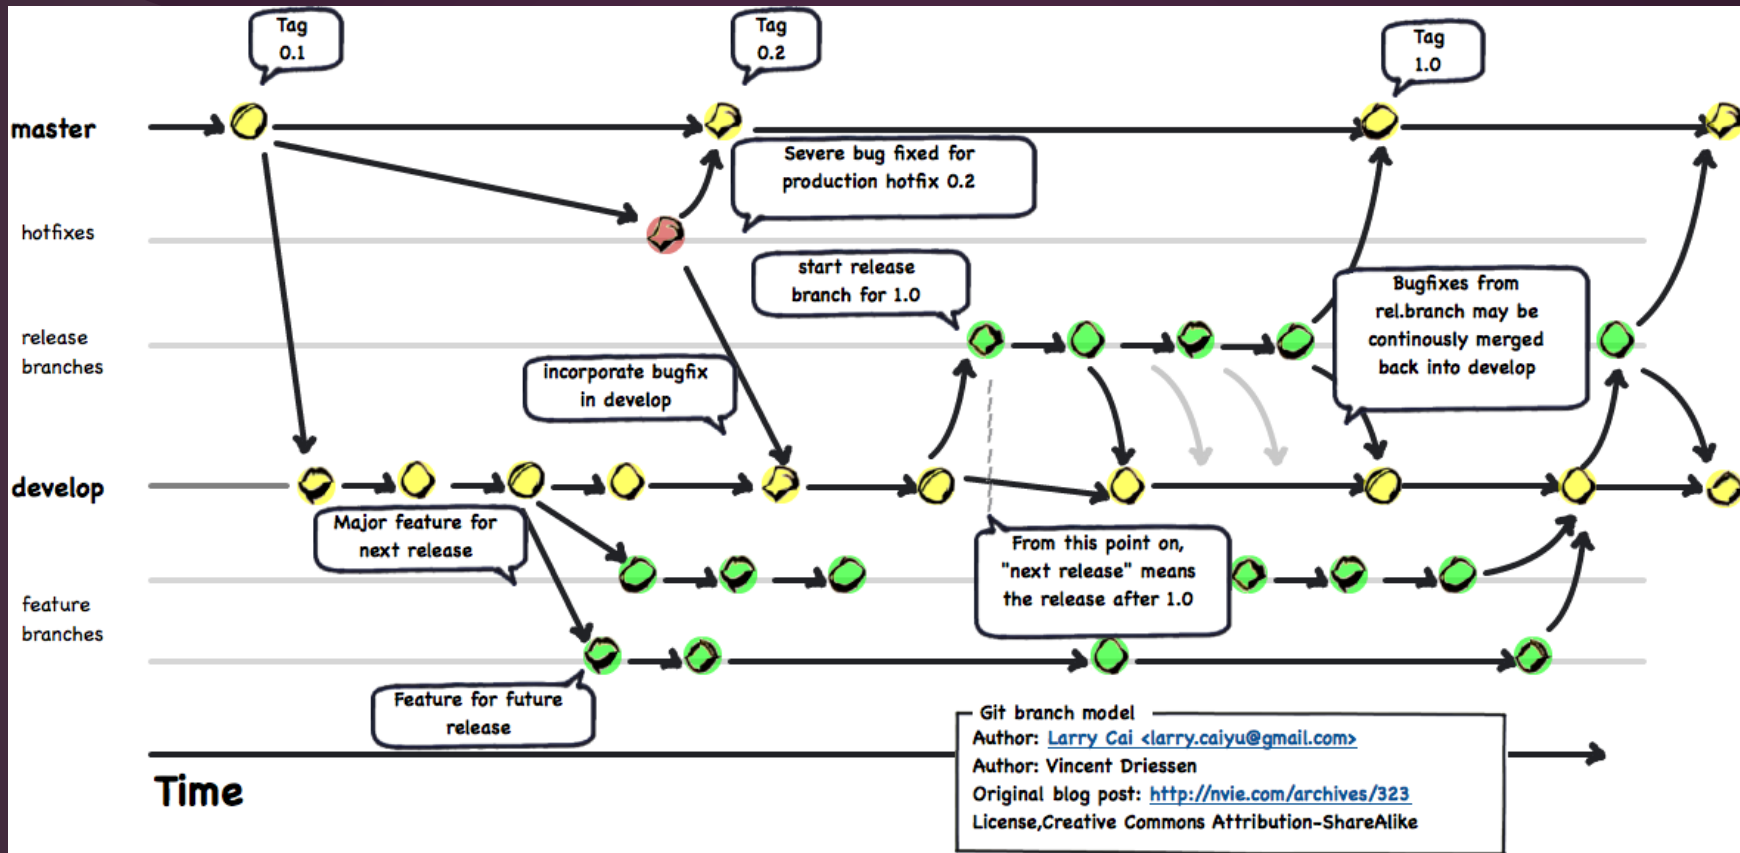 Tag
0.1
Tag
0.2
Tag
1.0
master
Severe bug fixed for
production hotfix 0.2
hotfixes
start release
branch for 1.0
Bugfixes from
rel.branch may be
continously merged
back into develop
release
branches
incorporate bugfix
in develop
develop
Major feature for
next release
From this point on,
"next release" means
the release after 1.0
feature
branches
Feature for future
release
Git branch model
Author: Larry Cai <larry.caiyu@gmail.com>
Author: Vincent Driessen
Original blog post: http://nvie.com/archives/323
License,Creative Commons Attribution-ShareAlike
Time